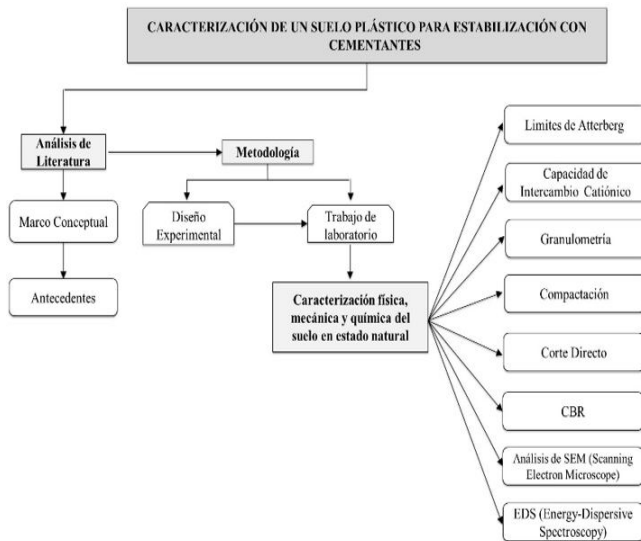 CARACTERIZACIÓN DE UN SUELO PLÁSTICO PARA ESTABILIZACIÓN CON
CEMENTANTES
Análisis de
Literatura
Metodología
Marco Conceptual
Antecedentes
Diseño
Experimental
Trabajo de
laboratorio
Caracterización física,
mecánica y química del
suelo en estado natural
Limites de Atterberg
Capacidad de
Intercambio Catiónico
Granulometría
Compactación
Corte Directo
CBR
Análisis de SEM (Scanning
Electron Microscope)
EDS (Energy-Dispersive
Spectroscopy)